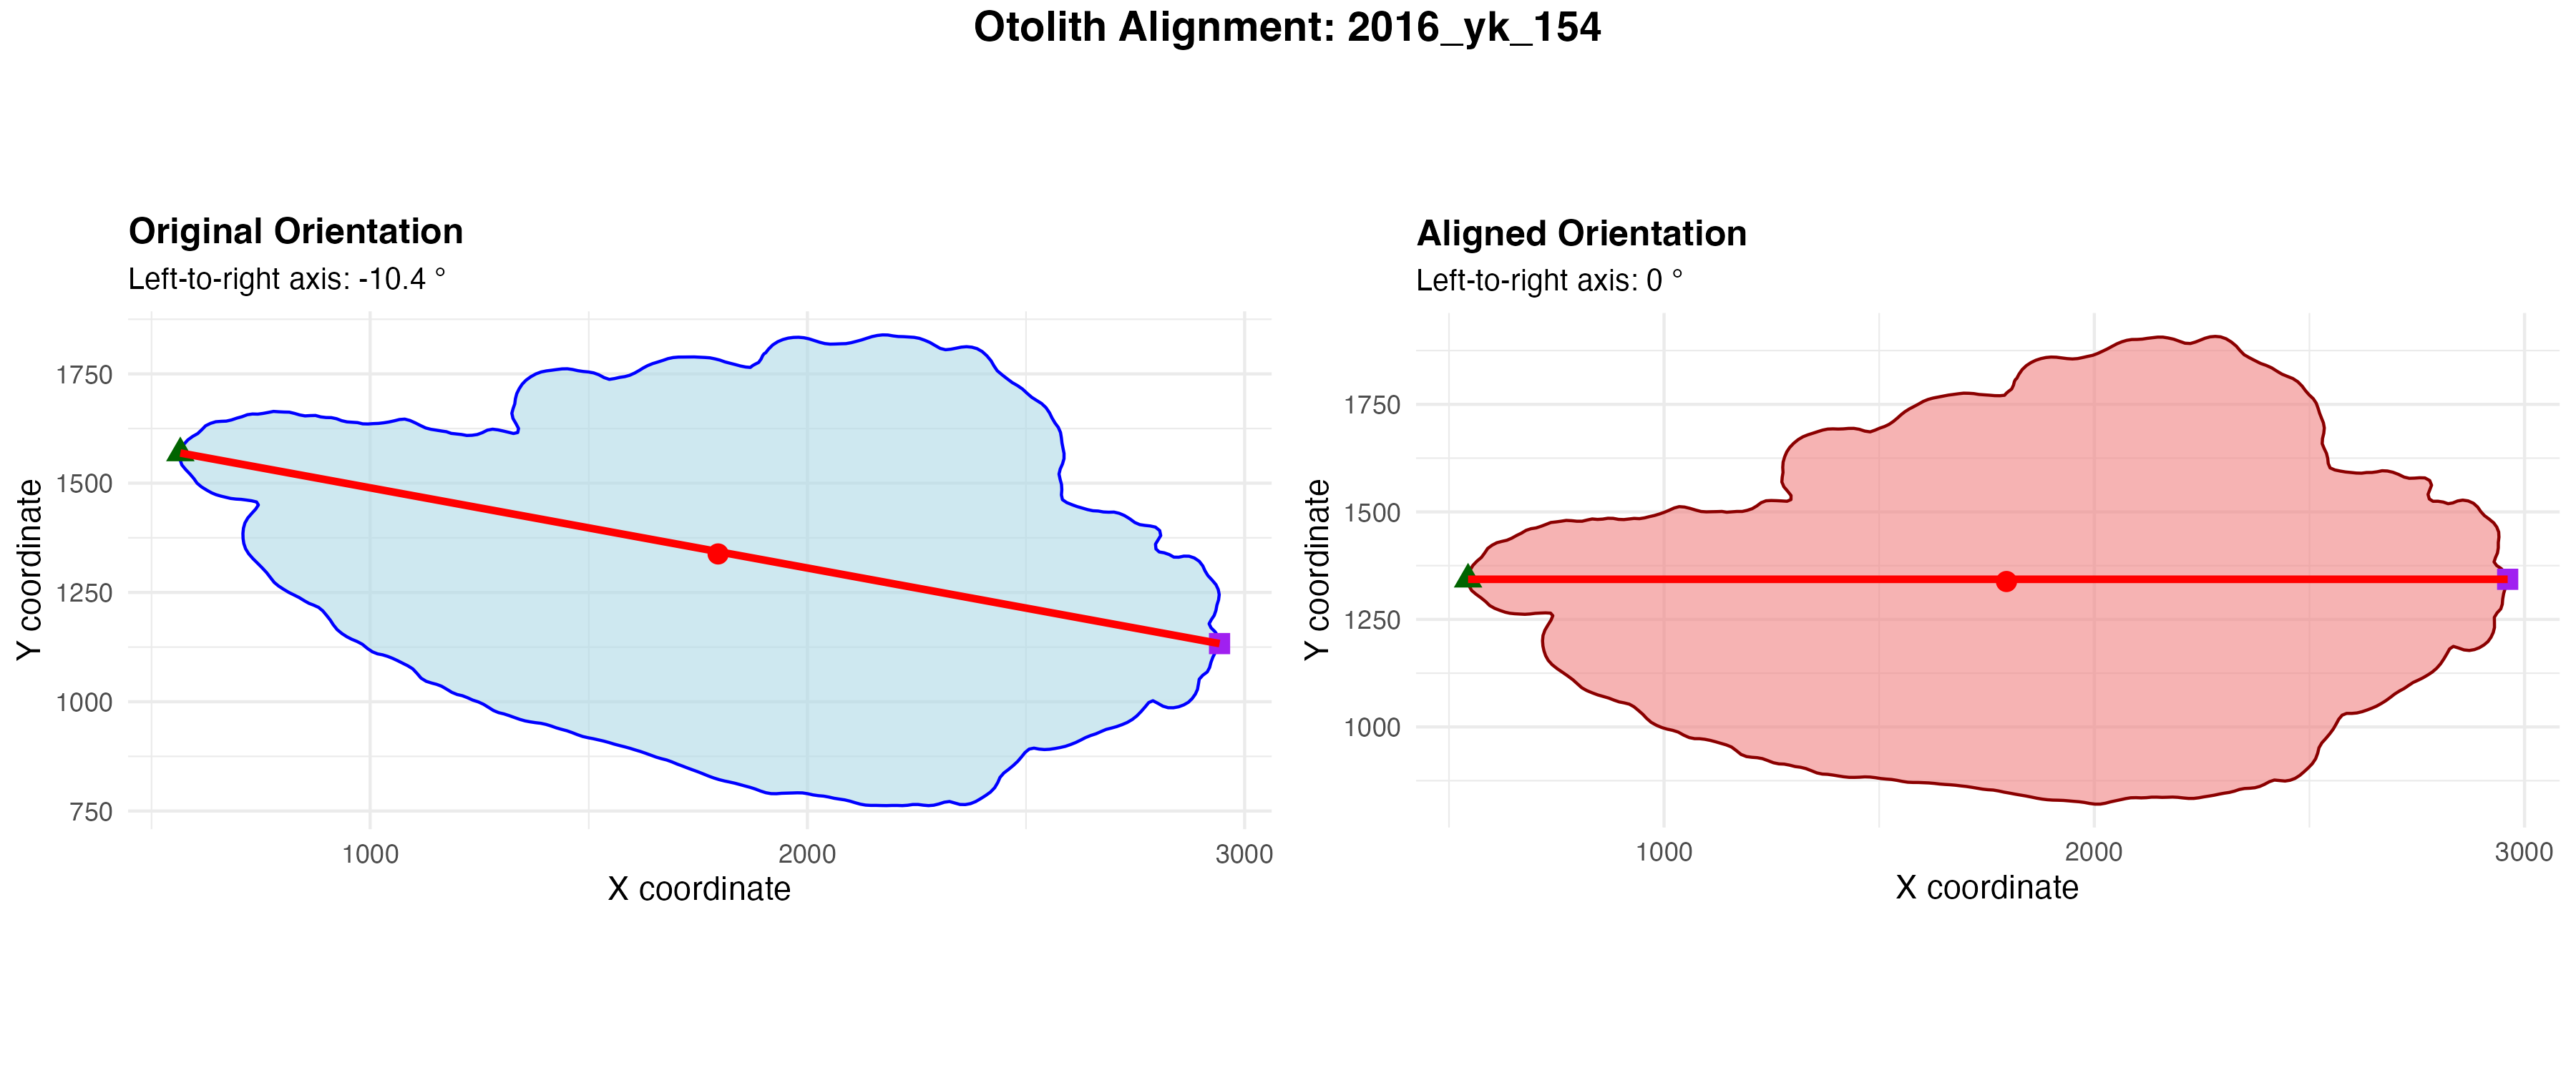 Otolith Alignment: 2016_yk_154
Original Orientation
Left-to-right axis: -10.4 °
Y coordinate
1750
1500
1250
1000
750
1000 2000 3000
X coordinate
Aligned Orientation
Left-to-right axis: 0 °
Y coordinate
1750
1500
1250
1000
1000 2000 3000
X coordinate